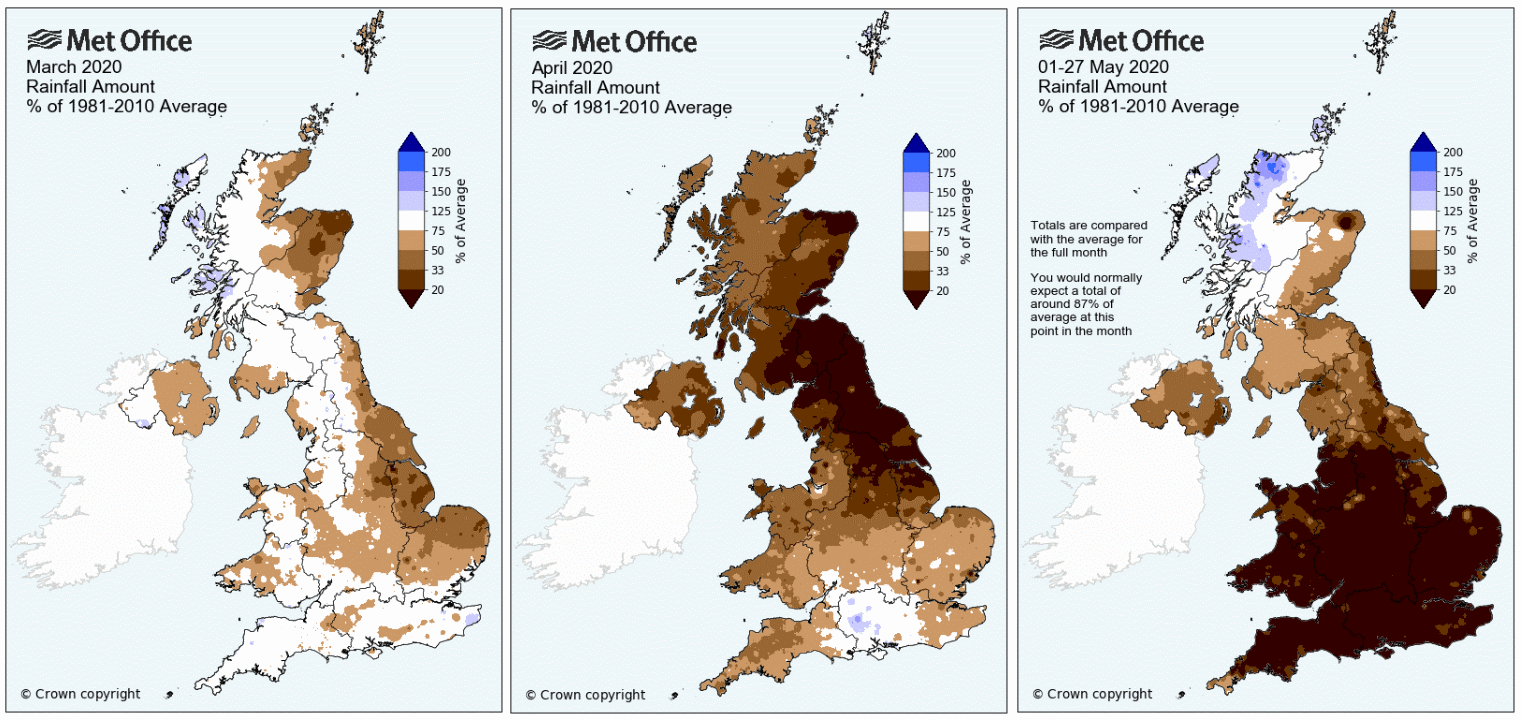 Met Office
March 2020
Rainfall Amount
% of 1981-2010 Average
200
175
150
125
75
50
33
20
% of Average
© Crown copyright
Met Office
April 2020
Rainfall Amount
% of 1981-2010 Average
200
175
150
125
75
50
33
20
% of Average
© Crown copyright
Met Office
01-27 May 2020
Rainfall Amount
% of 1981-2010 Average
200
175
150
125
75
50
33
20
% of Average
Totals are compared
with the average for
the full month
You would normally
expect a total of
around 87% of
average at this
point in the month
© Crown copyright